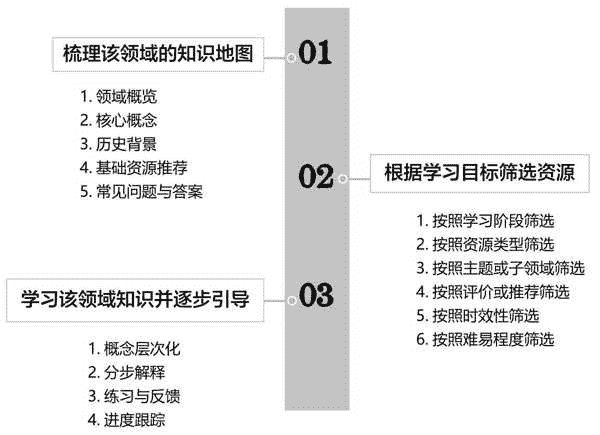 01
梳理该领域的知识地图
1. 领域概览
2. 核心概念
3. 历史背景
4. 基础资源推荐
5. 常见问题与答案
02
根据学习目标筛选资源
1. 按照学习阶段筛选
2. 按照资源类型筛选
3. 按照主题或子领域筛选
4. 按照评价或推荐筛选
5. 按照时效性筛选
6. 按照难易程度筛选
03
学习该领域知识并逐步引导
1. 概念层次化
2. 分步解释
3. 练习与反馈
4. 进度跟踪